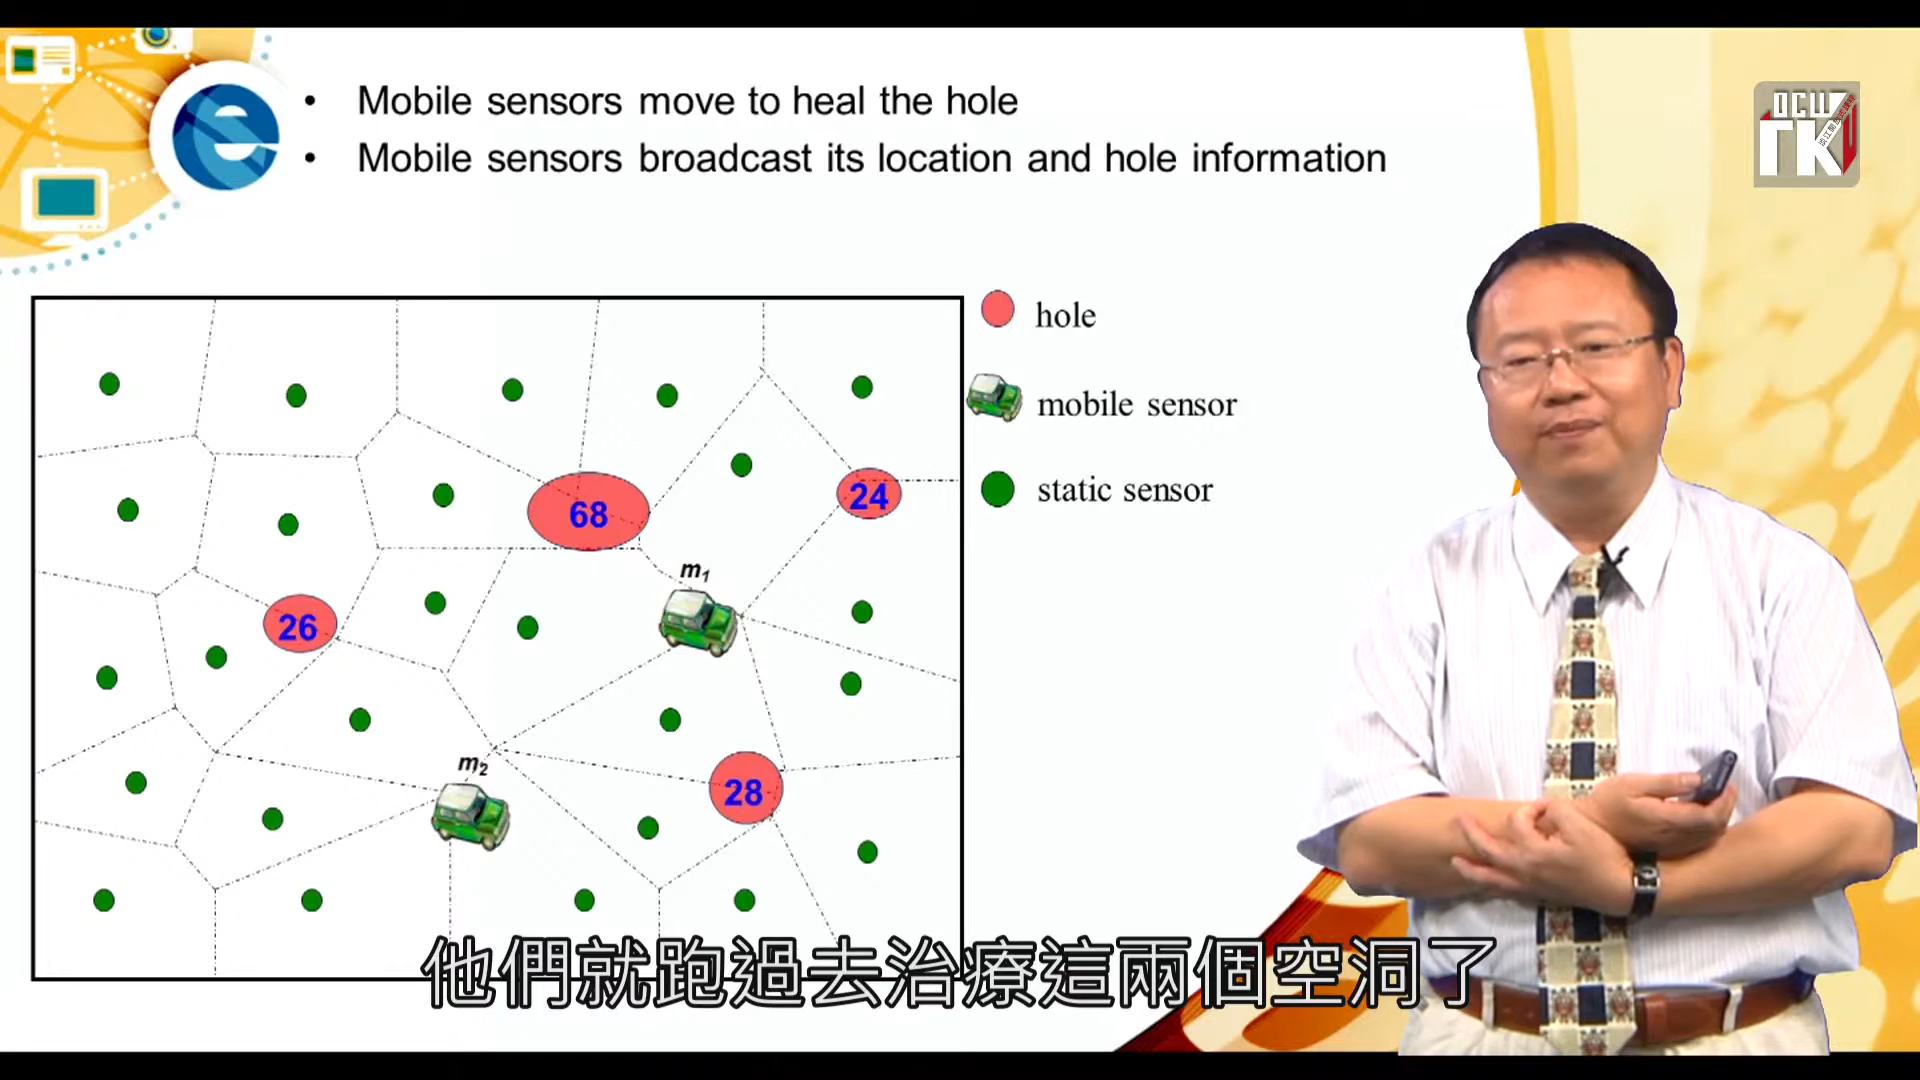 • Mobile sensors move to heal the hole
• Mobile sensors broadcast its location and hole information
OCW
TKU
hole
mobile sensor
static sensor
68
24
m1
26
m2
28
他們就跑過去治療這兩個空洞了